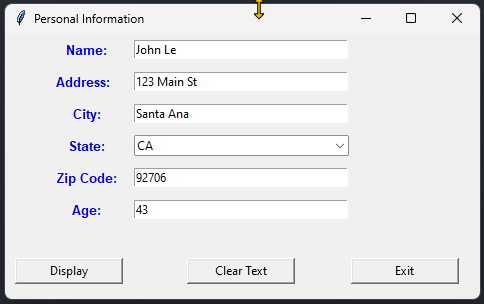 Personal Information
Name: John Le
Address: 123 Main St
City: Santa Ana
State: CA
Zip Code: 92706
Age: 43
Display Clear Text Exit